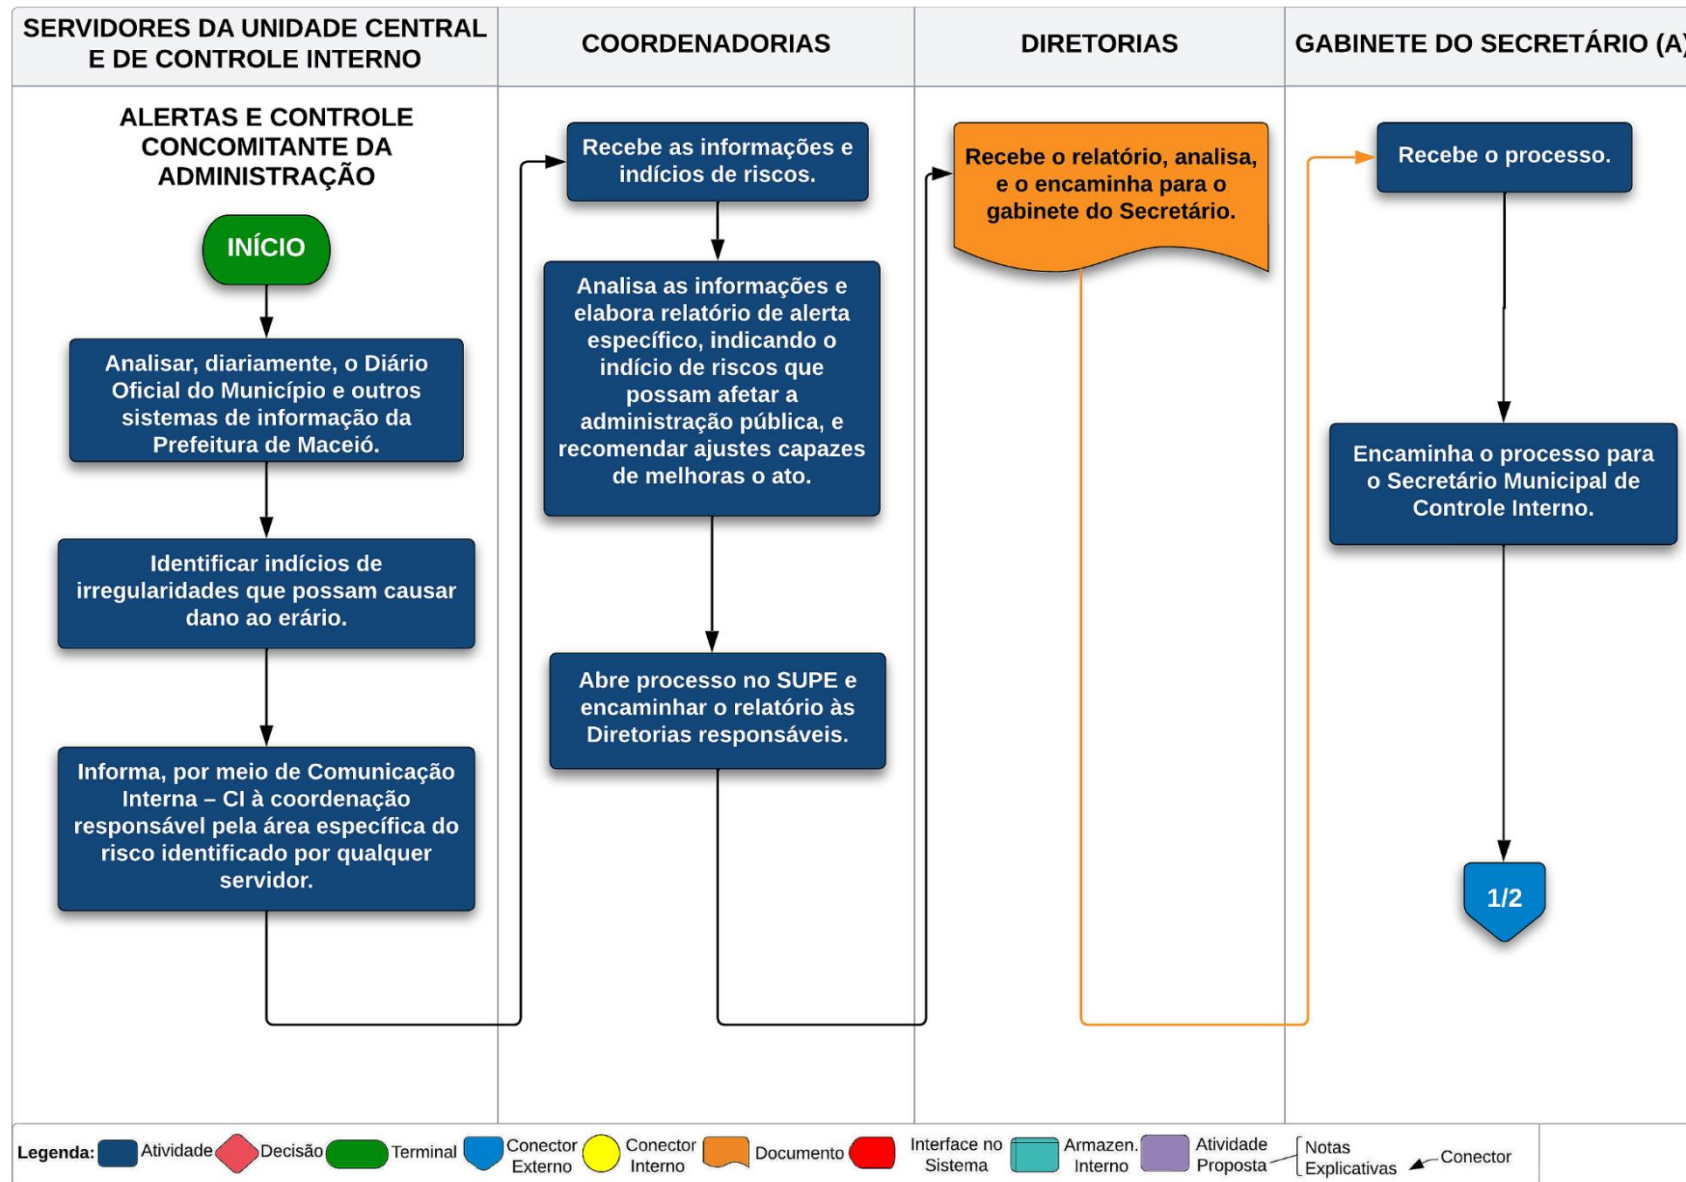 SERVIDORES DA UNIDADE CENTRAL
E DE CONTROLE INTERNO
COORDENADORIAS
DIRETORIAS
GABINETE DO SECRETÁRIO (A)
ALERTAS E CONTROLE
CONCOMITANTE DA
ADMINISTRAÇÃO
INÍCIO
Analisar, diariamente, o Diário
Oficial do Município e outros
sistemas de informação da
Prefeitura de Maceió.
Identificar indícios de
irregularidades que possam causar
dano ao erário.
Informa, por meio de Comunicação
Interna – CI à coordenação
responsável pela área específica do
risco identificado por qualquer
servidor.
Recebe as informações e
indícios de riscos.
Analisa as informações e
elabora relatório de alerta
específico, indicando o
indício de riscos que
possam afetar a
administração pública, e
recomendar ajustes capazes
de melhoras o ato.
Abre processo no SUPE e
encaminhar o relatório às
Diretorias responsáveis.
Recebe o relatório, analisa,
e o encaminha para o
gabinete do Secretário.
Recebe o processo.
Encaminha o processo para
o Secretário Municipal de
Controle Interno.
1/2
Legenda:
Atividade
Decisão
Terminal
Conector
Externo
Conector
Interno
Documento
Interface no
Sistema
Armazen.
Interno
Atividade
Proposta
Notas
Explicativas
Conector